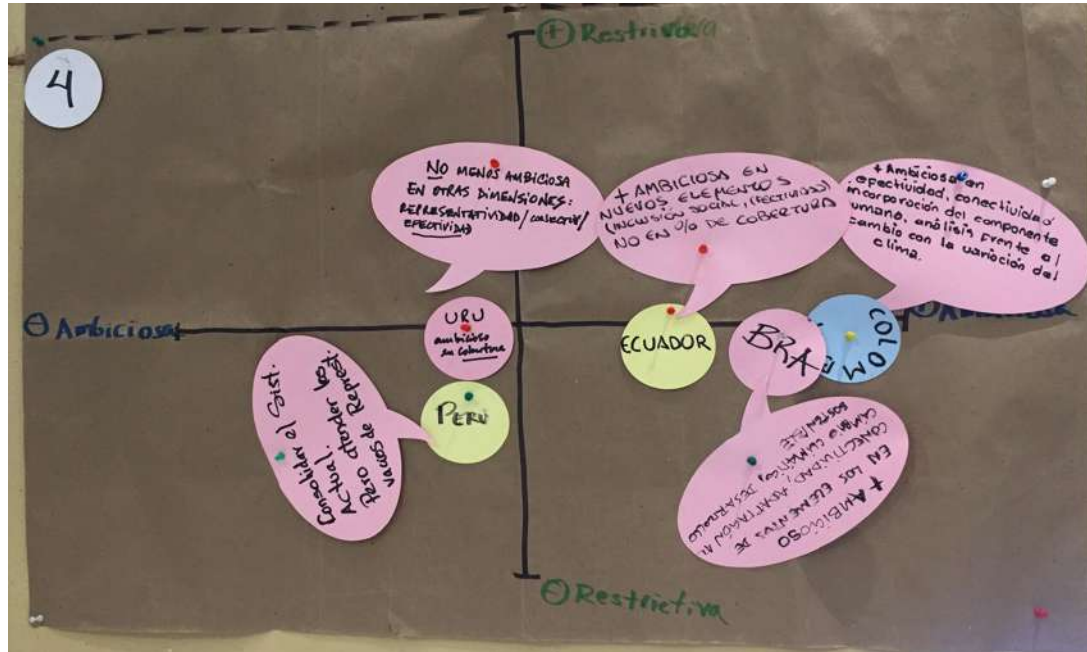 4
⊕ Restrictiva
NO MENOS AMBICIOSA
EN OTRAS DIMENSIONES:
REPRESENTATIVIDAD/
EFECTIVIDAD
+ AMBICIOSA EN
NUEVOS ELEMENTOS
(INCLUSIÓN SOCIAL, EFECTIVIDAD)
NO EN % DE COBERTURA
+ Ambiciosa en
efectividad, conectividad
incorporación del componente
humano, análisis frente al
cambio con la variación del
clima.
⊖ Ambiciosa
URU
ambicioso
en cobertura
ECUADOR
BRA
COLOM
PERÚ
Consolidar el Sist.
Actual.
Pero atender los
vacíos de Represt.
+ AMBICIOSO
EN LOS ELEMENTOS DE
CONECTIVIDAD, ADAPTACIÓN AL
CAMBIO CLIMÁTICO, DESARROLLO
SOSTENIBLE
⊖ Restrictiva